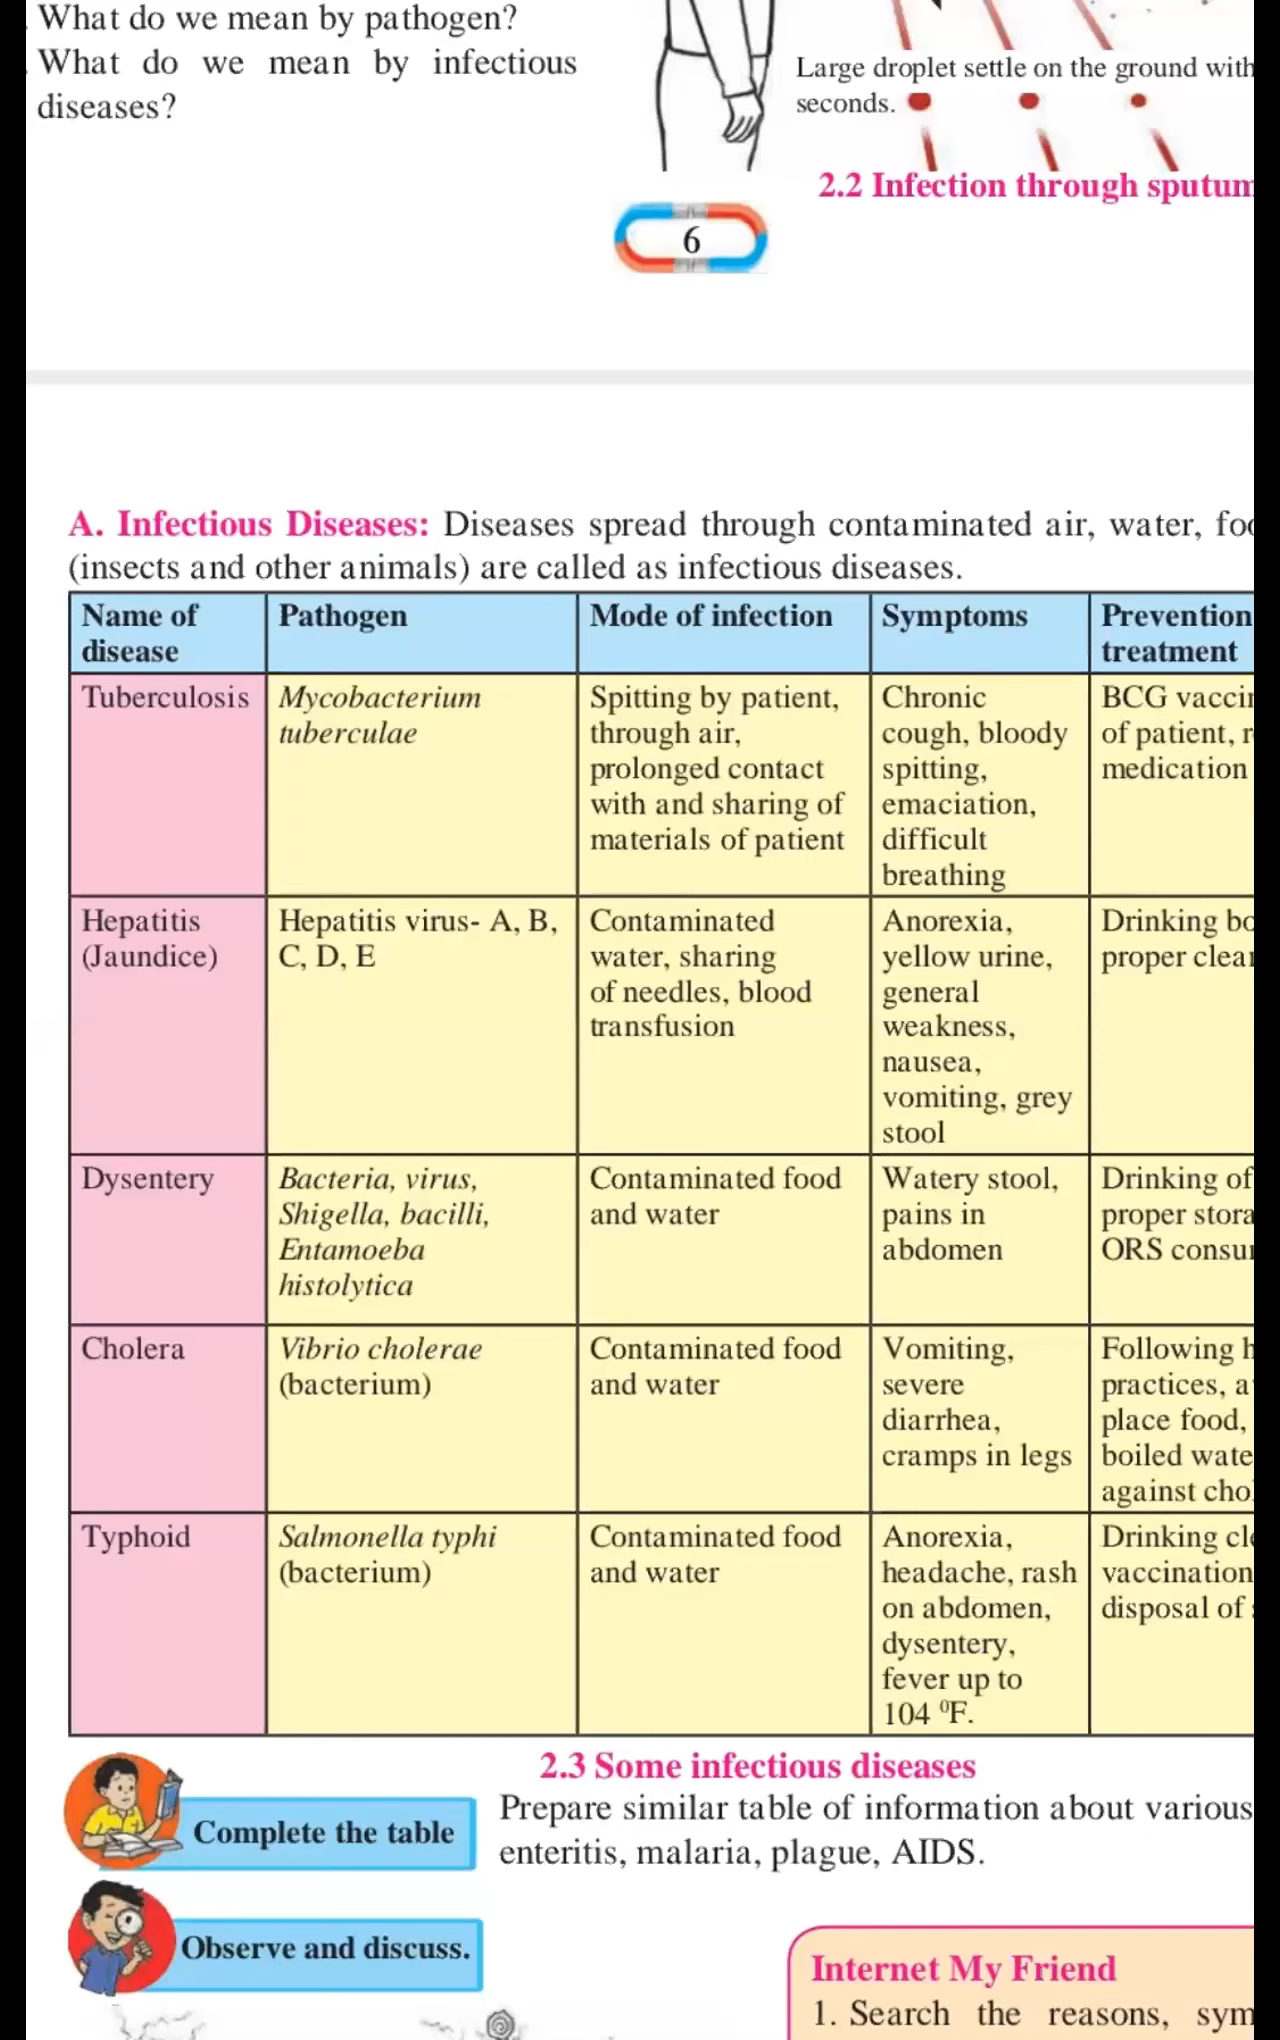 What do we mean by pathogen?
What do we mean by infectious
diseases?
Large droplet settle on the ground with
seconds.
2.2 Infection through sputum
6
A. Infectious Diseases: Diseases spread through contaminated air, water,
(insects and other animals) are called as infectious diseases.
Name of
disease
Pathogen
Mode of infection
Symptoms
Prevention
treatment
Tuberculosis
Mycobacterium
tuberculae
Spitting by patient,
through air,
prolonged contact
with and sharing of
materials of patient
Chronic
cough, bloody
spitting,
emaciation,
difficult
breathing
BCG
of patient,
medication
Hepatitis
(Jaundice)
Hepatitis virus- A, B,
C, D, E
Contaminated
water, sharing
of needles, blood
transfusion
Anorexia,
yellow urine,
general
weakness,
nausea,
vomiting, grey
stool
Drinking
proper
Dysentery
Bacteria, virus,
Shigella, bacilli,
Entamoeba
histolytica
Contaminated food
and water
Watery stool,
pains in
abdomen
Drinking of
proper
ORS
Cholera
Vibrio cholerae
(bacterium)
Contaminated food
and water
Vomiting,
severe
diarrhea,
cramps in legs
Following
practices,
place food,
boiled
against
Typhoid
Salmonella typhi
(bacterium)
Contaminated food
and water
Anorexia,
headache, rash
on abdomen,
dysentery,
fever up to
104 ⁰F.
Drinking
vaccination
disposal of
2.3 Some infectious diseases
Complete the table
Prepare similar table of information about various
enteritis, malaria, plague, AIDS.
Observe and discuss.
Internet My Friend
1. Search the reasons,